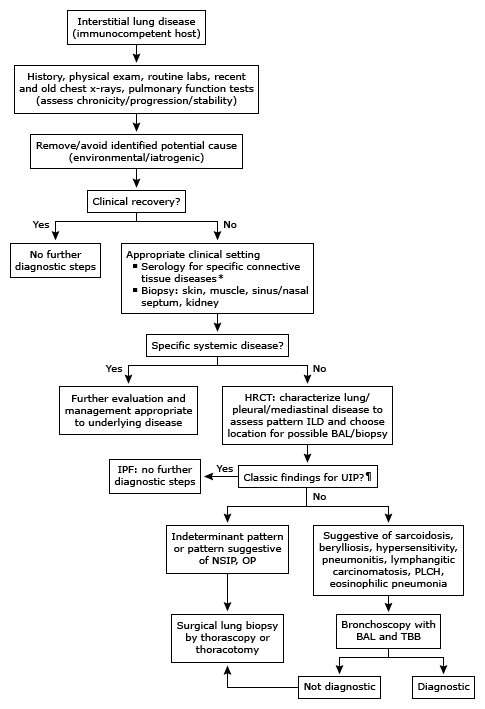 Interstitial lung disease
(immunocompetent host)
History, physical exam, routine labs, recent
and old chest x-rays, pulmonary function tests
(assess chronicity/progression/stability)
Remove/avoid identified potential cause
(environmental/iatrogenic)
Clinical recovery?
Yes
No
No further
diagnostic steps
Appropriate clinical setting
▪ Serology for specific connective
tissue diseases*
▪ Biopsy: skin, muscle, sinus/nasal
septum, kidney
Specific systemic disease?
Yes
No
Further evaluation and
management appropriate
to underlying disease
HRCT: characterize lung/
pleural/mediastinal disease to
assess pattern ILD and choose
location for possible BAL/biopsy
IPF: no further
diagnostic steps
Yes
Classic findings for UIP?¶
No
Indeterminant pattern
or pattern suggestive
of NSIP, OP
Suggestive of sarcoidosis,
berylliosis, hypersensitivity,
pneumonitis, lymphangitic
carcinomatosis, PLCH,
eosinophilic pneumonia
Surgical lung biopsy
by thorascopy or
thoracotomy
Bronchoscopy with
BAL and TBB
Not diagnostic
Diagnostic